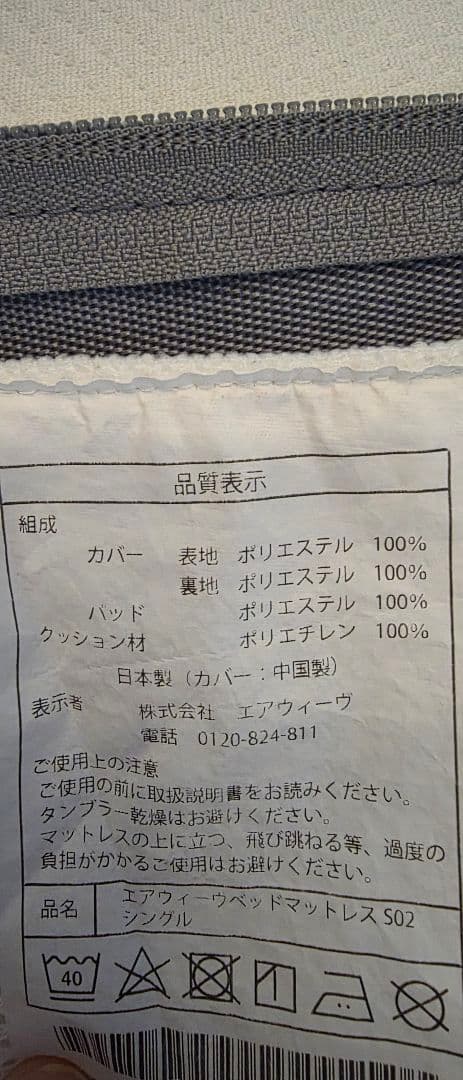 品質表示
組成
カバー 表地 ポリエステル 100%
裏地 ポリエステル 100%
パッド ポリエステル 100%
クッション材 ポリエチレン 100%
日本製（カバー：中国製）
表示者 株式会社 エアウィーヴ
電話 0120-824-811
ご使用上の注意
ご使用の前に取扱説明書をお読みください。
タンブラー乾燥はお避けください。
マットレスの上に立つ、飛び跳ねる等、過度の
負担がかかるご使用はお避けください。
品名 エアウィーヴベッドマットレス S02
シングル
40